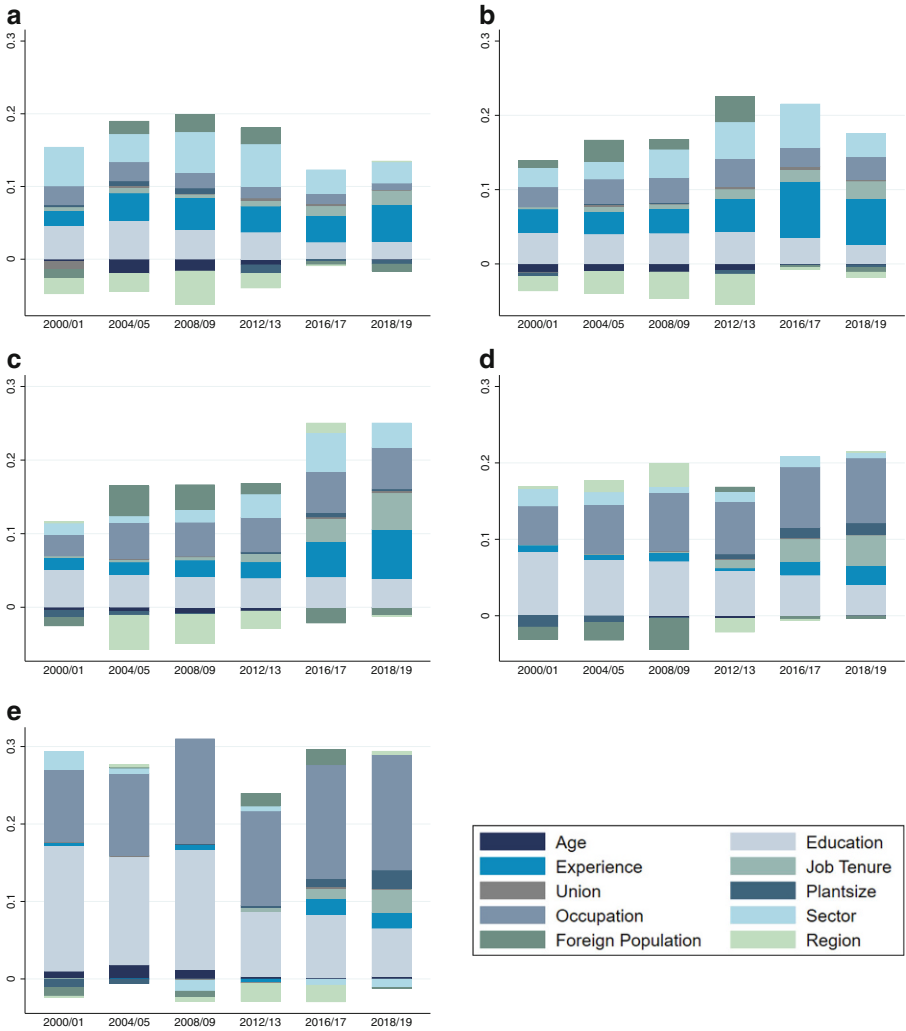 a
0.3
0.2
0.1
0
2000/01 2004/05 2008/09 2012/13 2016/17 2018/19
b
0.3
0.2
0.1
0
2000/01 2004/05 2008/09 2012/13 2016/17 2018/19
c
0.3
0.2
0.1
0
2000/01 2004/05 2008/09 2012/13 2016/17 2018/19
d
0.3
0.2
0.1
0
2000/01 2004/05 2008/09 2012/13 2016/17 2018/19
e
0.3
0.2
0.1
0
2000/01 2004/05 2008/09 2012/13 2016/17 2018/19
Age Education
Experience Job Tenure
Union Plantsize
Occupation Sector
Foreign Population Region